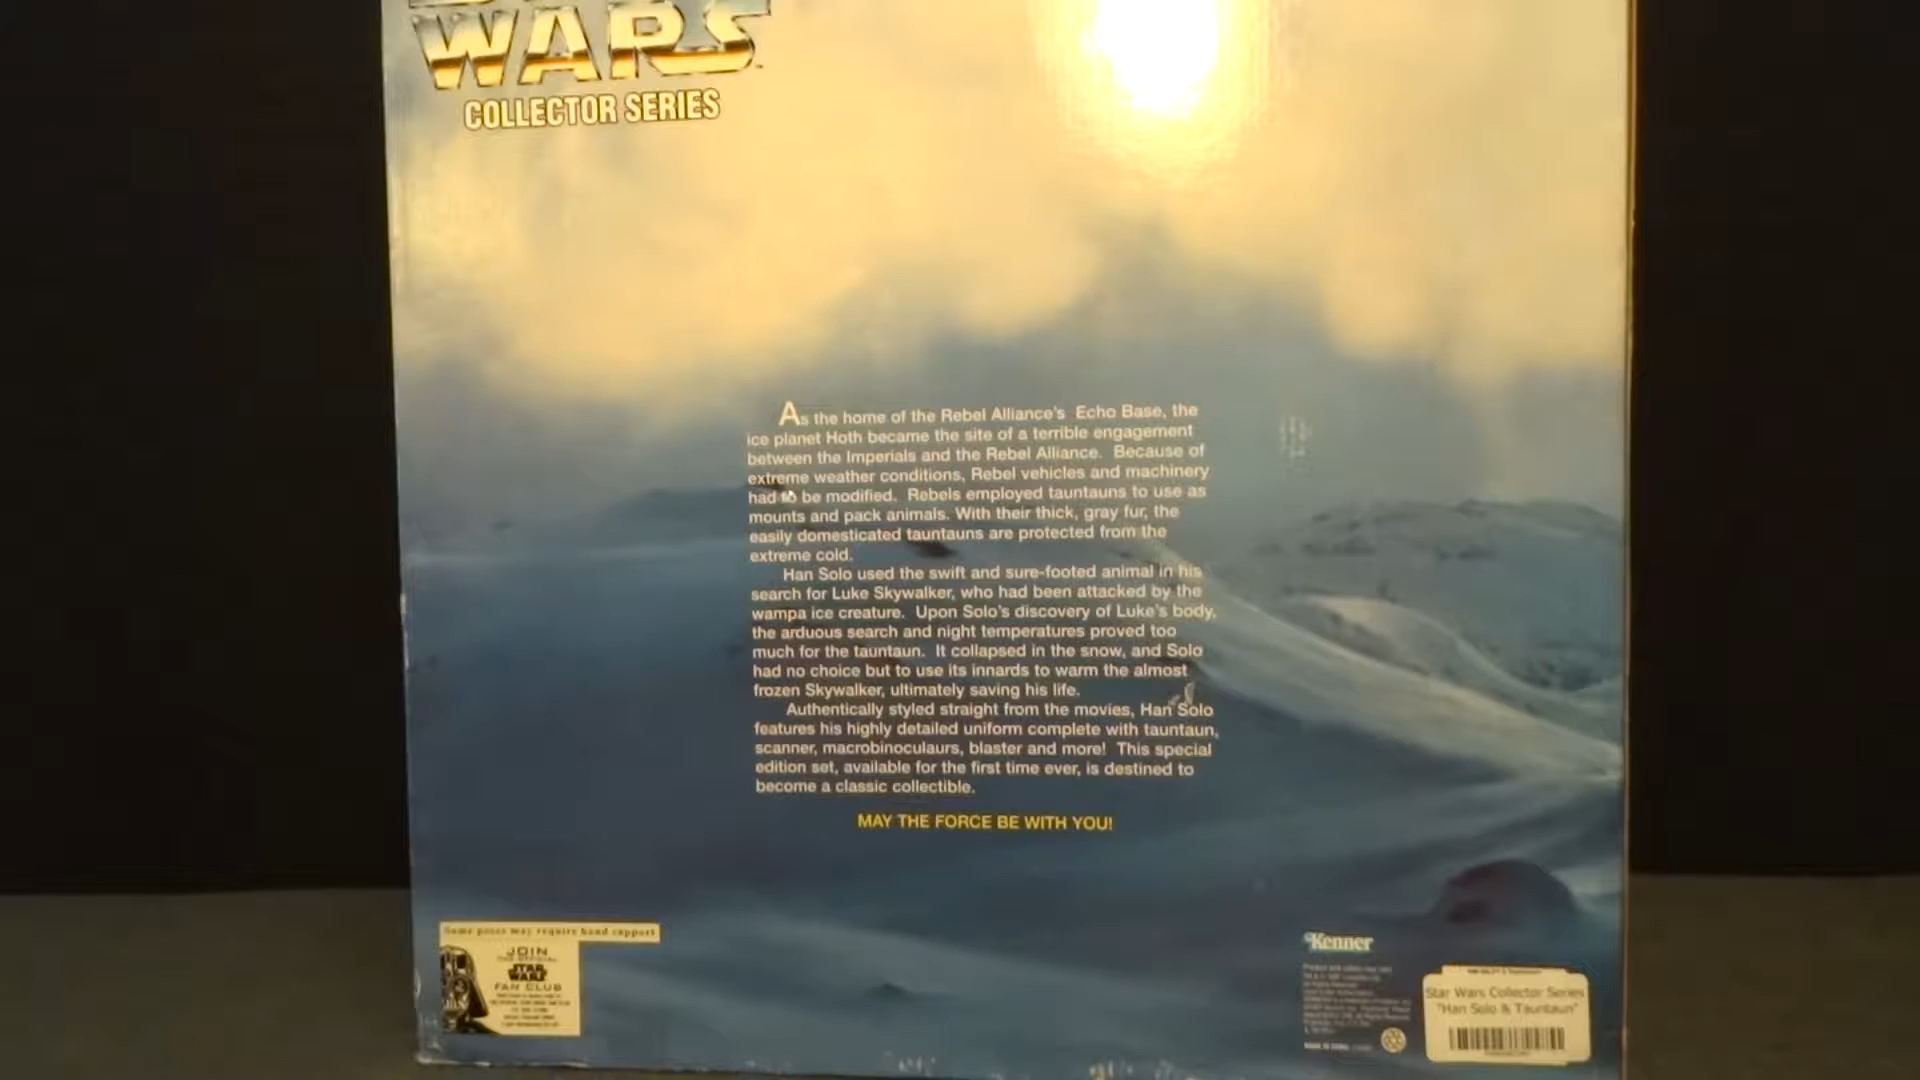 WARS
COLLECTOR SERIES
As the home of the Rebel Alliance's Echo Base, the
ice planet Hoth became the site of a terrible engagement
between the Imperials and the Rebel Alliance. Because of
extreme weather conditions, Rebel vehicles and machinery
had to be modified. Rebels employed tauntauns to use as
mounts and pack animals. With their thick, gray fur, the
easily domesticated tauntauns are protected from the
extreme cold.
Han Solo used the swift and sure-footed animal in his
search for Luke Skywalker, who had been attacked by the
wampa ice creature. Upon Solo's discovery of Luke's body,
the arduous search and night temperatures proved too
much for the tauntaun. It collapsed in the snow, and Solo
had no choice but to use its innards to warm the almost
frozen Skywalker, ultimately saving his life.
Authentically styled straight from the movies, Han Solo
features his highly detailed uniform complete with tauntaun,
scanner, macrobinoculaurs, blaster and more! This special
edition set, available for the first time ever, is destined to
become a classic collectible.
MAY THE FORCE BE WITH YOU!
Some poses may require hand support
JOIN
THE OFFICIAL
STAR
WARS
FAN CLUB
Kenner
Star Wars Collector Series
"Han Solo & Tauntaun"